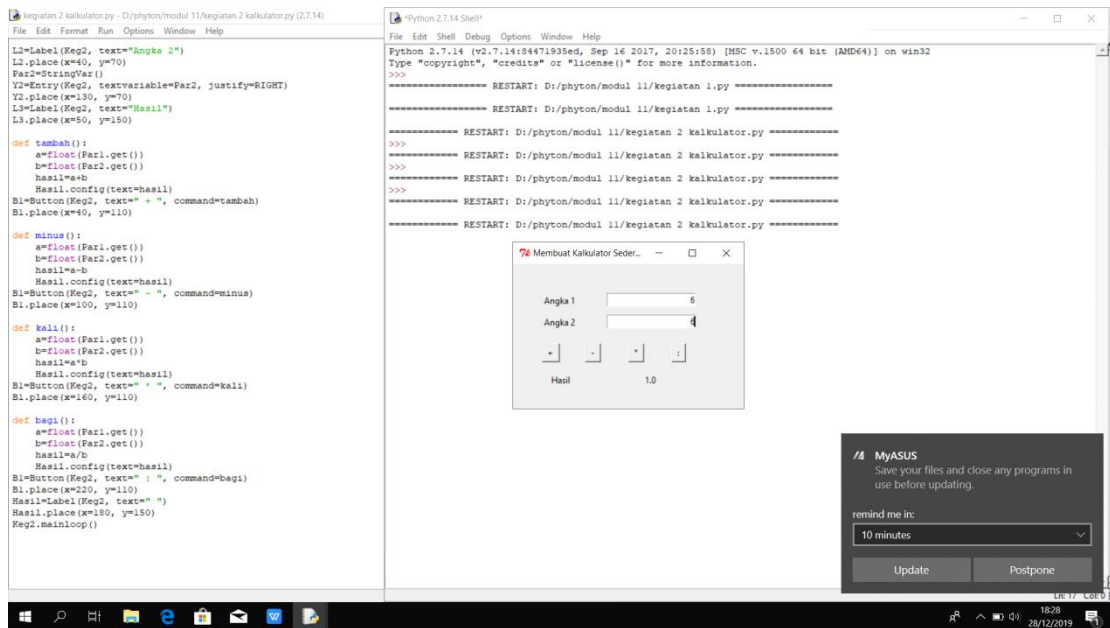 kegiatan 2 kalkulator.py - D:/phyton/modul 11/kegiatan 2 kalkulator.py (2.7.14)
File Edit Format Run Options Window Help
L2=Label(Keg2, text="Angka 2")
L2.place(x=40, y=70)
Par2=StringVar()
Y2=Entry(Keg2, textvariable=Par2, justify=RIGHT)
Y2.place(x=130, y=70)
L3=Label(Keg2, text="Hasil")
L3.place(x=50, y=150)
def tambah():
    a=float(Par1.get())
    b=float(Par2.get())
    hasil=a+b
    Hasil.config(text=hasil)
B1=Button(Keg2, text=" + ", command=tambah)
B1.place(x=40, y=110)
def minus():
    a=float(Par1.get())
    b=float(Par2.get())
    hasil=a-b
    Hasil.config(text=hasil)
B1=Button(Keg2, text=" - ", command=minus)
B1.place(x=100, y=110)
def kali():
    a=float(Par1.get())
    b=float(Par2.get())
    hasil=a*b
    Hasil.config(text=hasil)
B1=Button(Keg2, text=" * ", command=kali)
B1.place(x=160, y=110)
def bagi():
    a=float(Par1.get())
    b=float(Par2.get())
    hasil=a/b
    Hasil.config(text=hasil)
B1=Button(Keg2, text=" : ", command=bagi)
B1.place(x=220, y=110)
Hasil=Label(Keg2, text=" ")
Hasil.place(x=180, y=150)
Keg2.mainloop()
*Python 2.7.14 Shell*
File Edit Shell Debug Options Window Help
Python 2.7.14 (v2.7.14:84471935ed, Sep 16 2017, 20:25:58) [MSC v.1500 64 bit (AMD64)] on win32
Type "copyright", "credits" or "license()" for more information.
>>>
================= RESTART: D:/phyton/modul 11/kegiatan 1.py =================
================= RESTART: D:/phyton/modul 11/kegiatan 1.py =================
============ RESTART: D:/phyton/modul 11/kegiatan 2 kalkulator.py ============
>>>
============ RESTART: D:/phyton/modul 11/kegiatan 2 kalkulator.py ============
>>>
============ RESTART: D:/phyton/modul 11/kegiatan 2 kalkulator.py ============
>>>
============ RESTART: D:/phyton/modul 11/kegiatan 2 kalkulator.py ============
============ RESTART: D:/phyton/modul 11/kegiatan 2 kalkulator.py ============
Membuat Kalkulator Seder...
Angka 1 6
Angka 2 6
+ - * :
Hasil 1.0
MyASUS
Save your files and close any programs in
use before updating.
remind me in:
10 minutes
Update Postpone
Ln: 17 Col: 0
18:28
28/12/2019